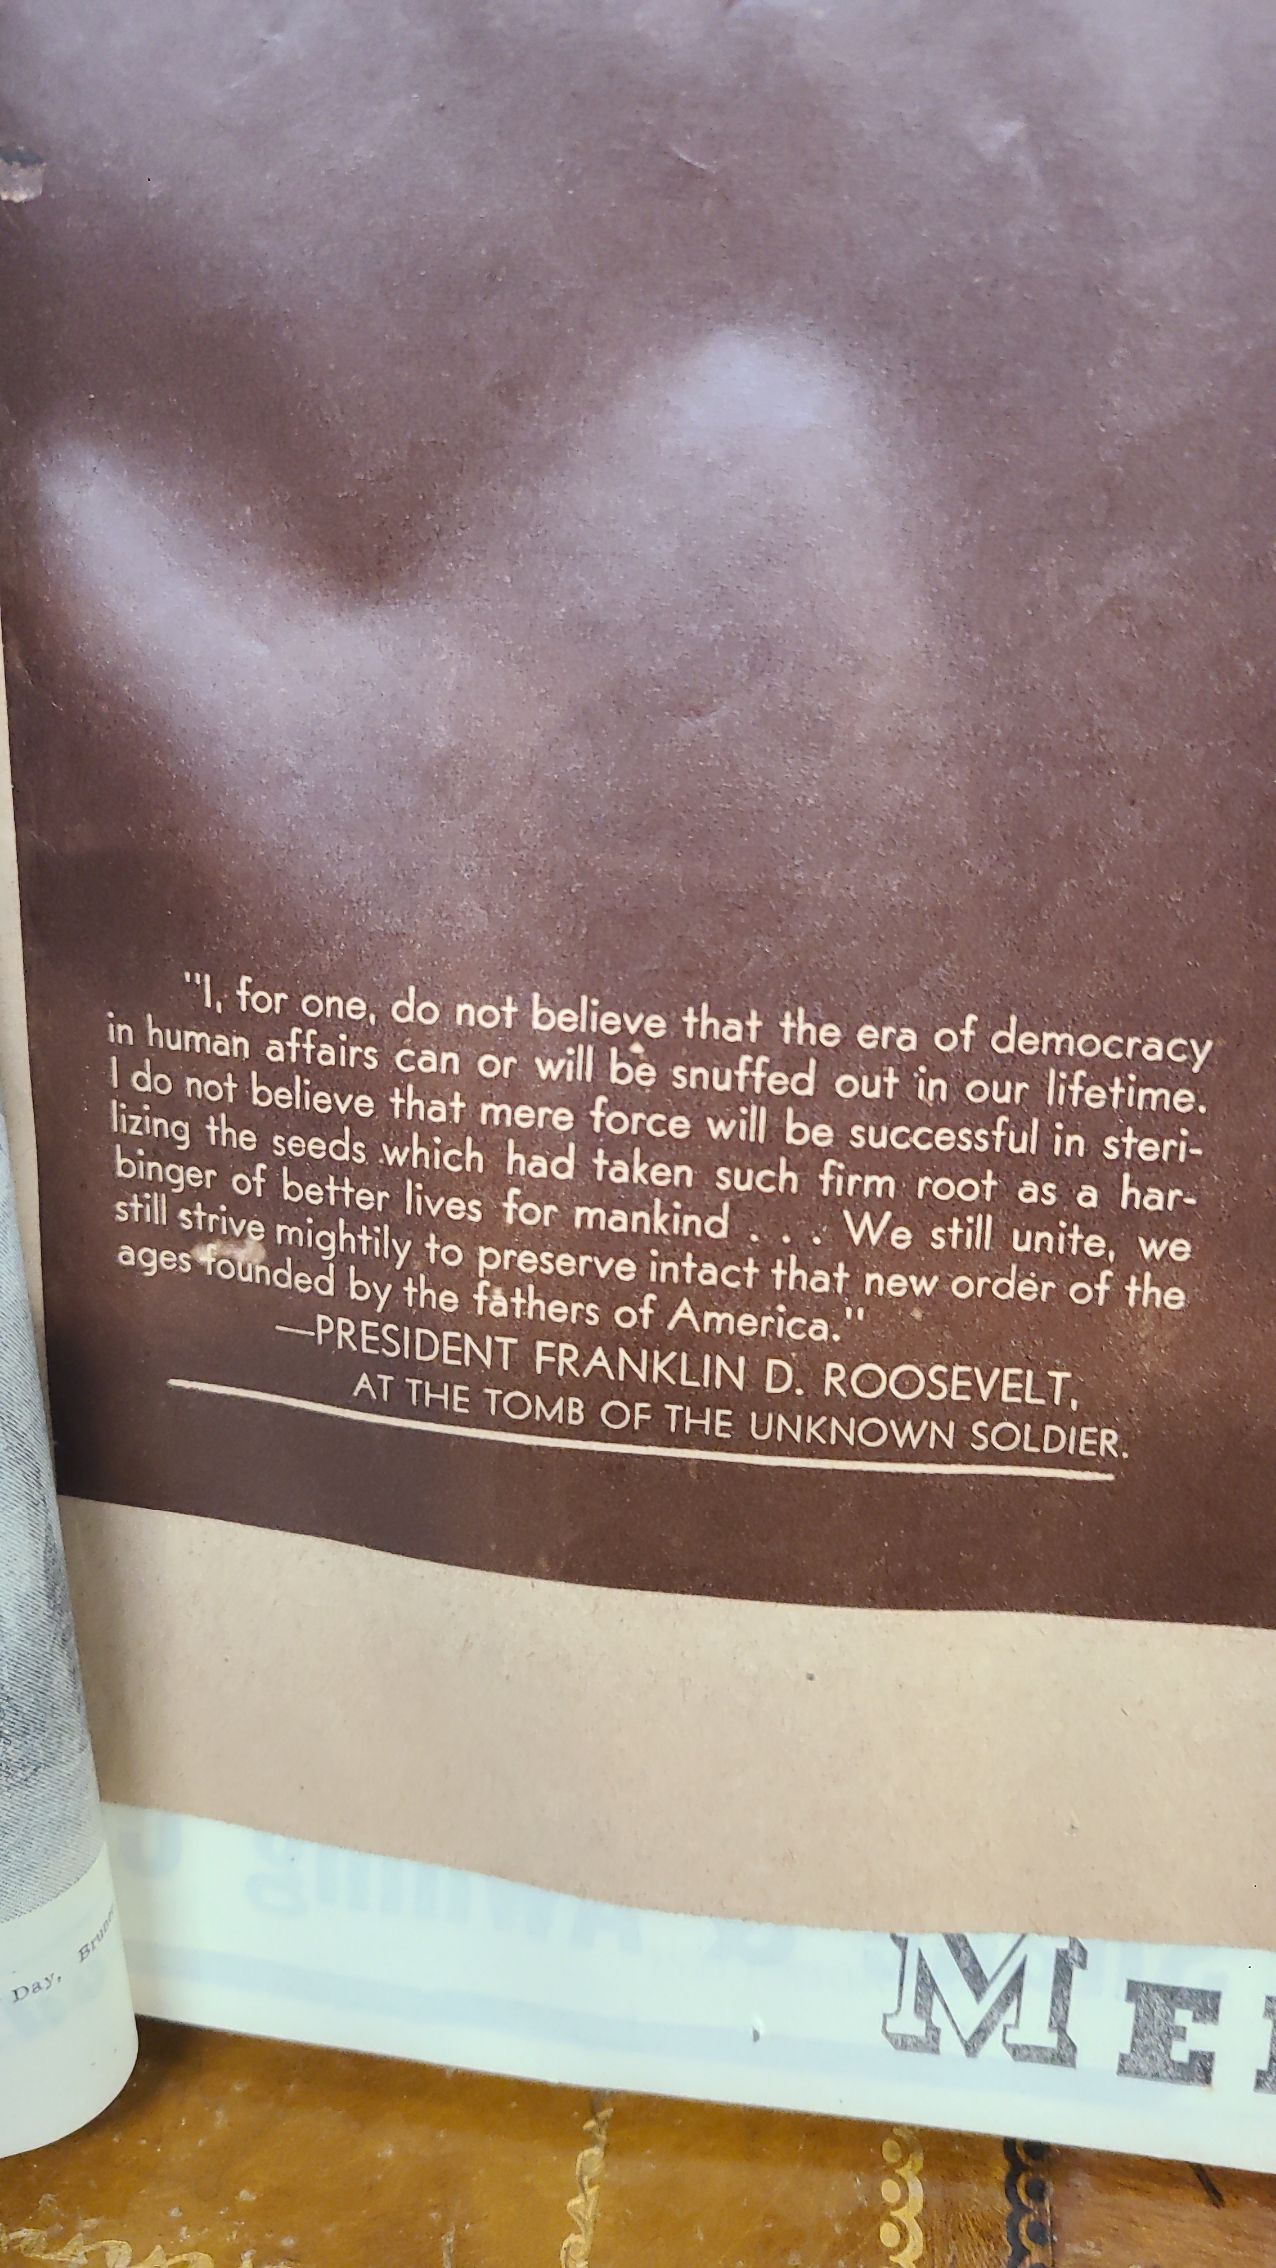 "I, for one, do not believe that the era of democracy
in human affairs can or will be snuffed out in our lifetime.
I do not believe that mere force will be successful in steri-
lizing the seeds which had taken such firm root as a har-
binger of better lives for mankind . . . . We still unite, we
still strive mightily to preserve intact that new order of the
ages founded by the fathers of America."
—PRESIDENT FRANKLIN D. ROOSEVELT,
AT THE TOMB OF THE UNKNOWN SOLDIER.
Day,
ME